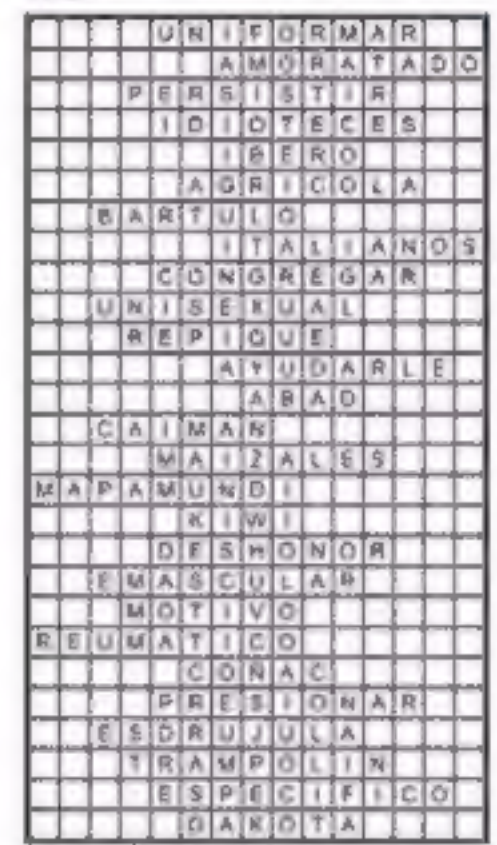 UNIFORMAR
AMORATADO
PERSISTIR
IDIOTECES
IBERO
AGRICOLA
BARTULO
ITALIANOS
CONGREGAR
UNISEXUAL
REPIQUE
AYUDARLE
ABAD
CAIMAN
MAIZALES
MAPAMUNDI
KIWI
DESHONOR
EMASCULAR
MOTIVO
REUMATICO
COÑAC
PRESIONAR
ESDRUJULA
TRAMPOLIN
ESPECIFICO
DAKOTA